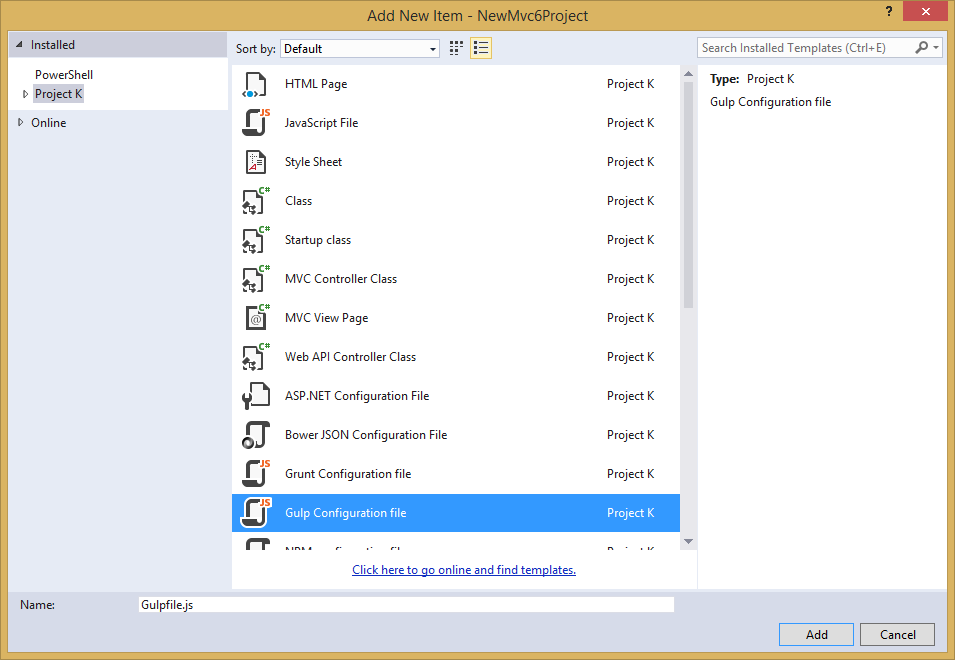 Add New Item - NewMvc6Project
?
Installed
PowerShell
Project K
Online
Sort by: Default
Search Installed Templates (Ctrl+E)
HTML Page Project K
JS JavaScript File Project K
Style Sheet Project K
C# Class Project K
C# Startup class Project K
C# MVC Controller Class Project K
C# @ MVC View Page Project K
C# Web API Controller Class Project K
ASP.NET Configuration File Project K
Bower JSON Configuration File Project K
JS Grunt Configuration file Project K
JS Gulp Configuration file Project K
Type: Project K
Gulp Configuration file
Click here to go online and find templates.
Name: Gulpfile.js
Add Cancel